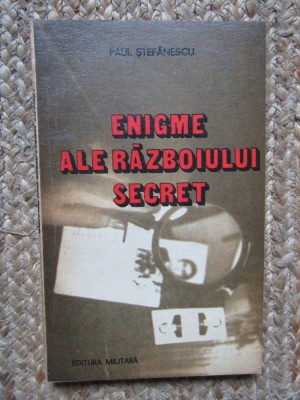 PAUL ŞTEFĂNESCU
ENIGME
ALE RĂZBOIULUI
SECRET
EDITURA MILITARĂ